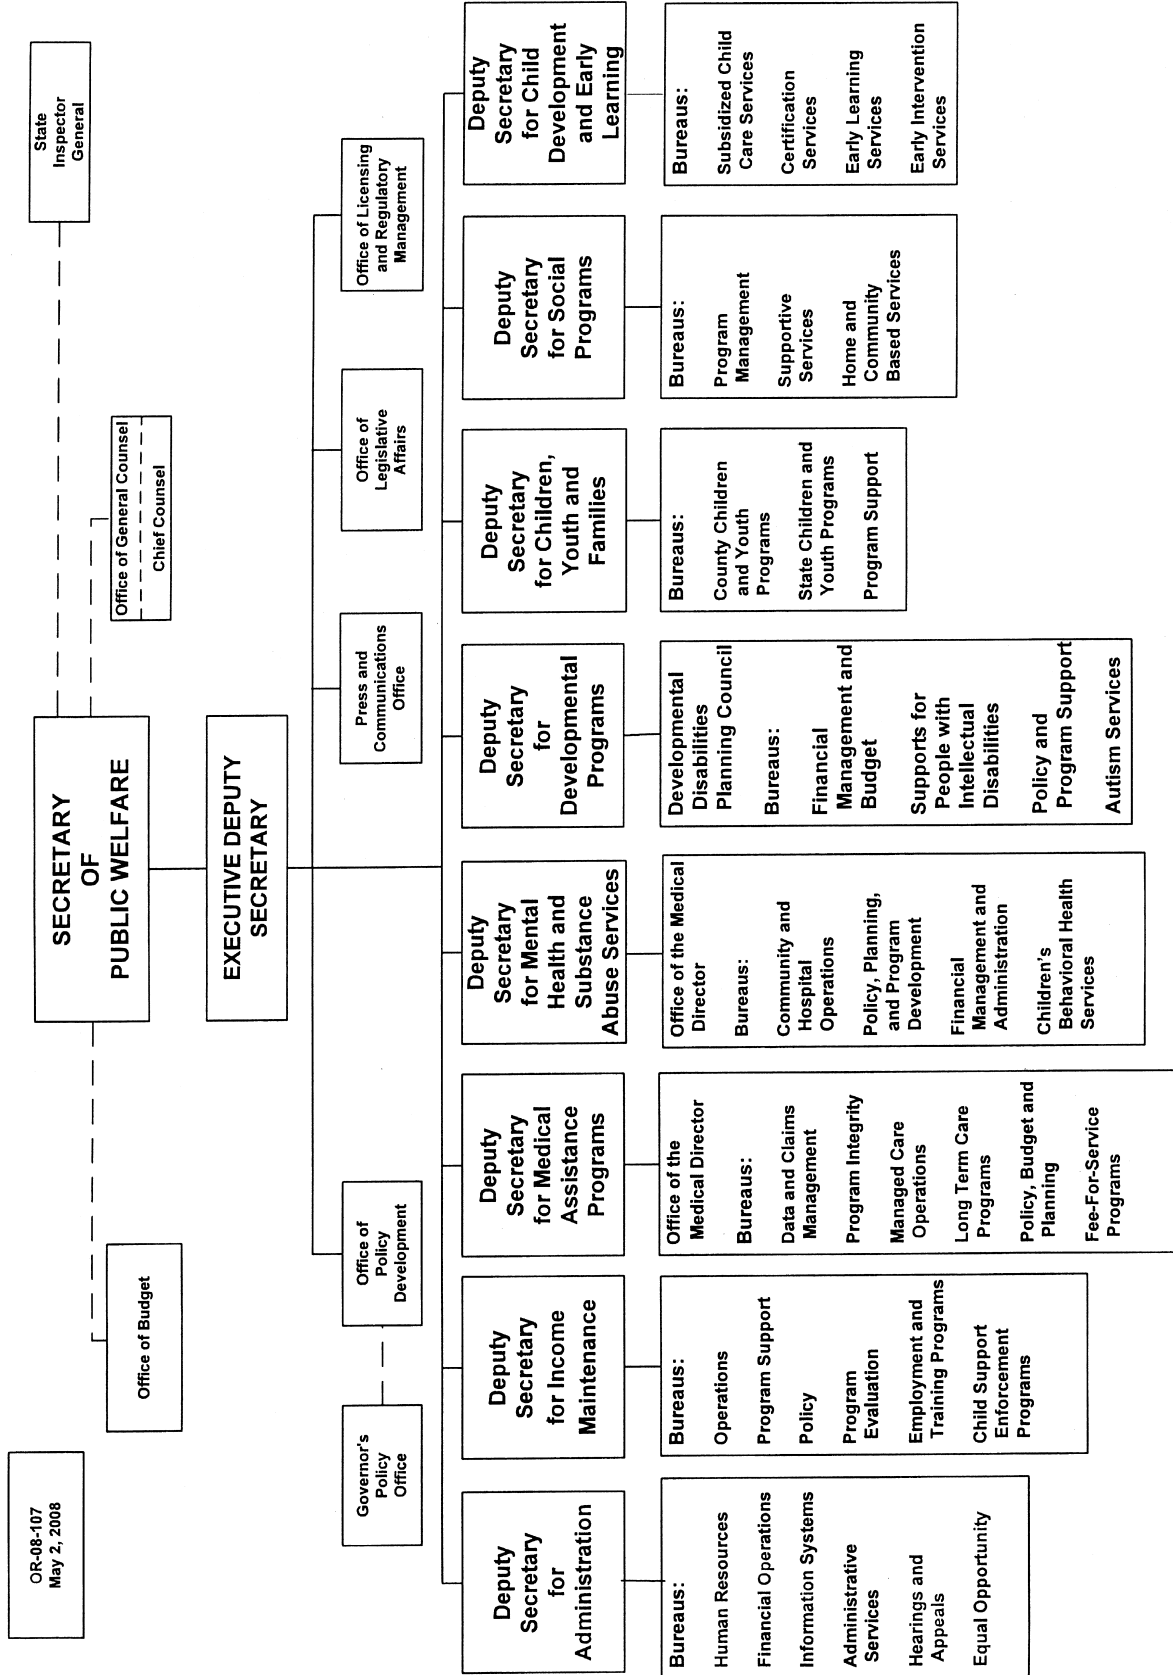 OR-08-107
May 2, 2008
State
Inspector
General
SECRETARY
OF
PUBLIC WELFARE
Office of General Counsel
Chief Counsel
Office of Budget
EXECUTIVE DEPUTY
SECRETARY
Governor's
Policy
Office
Office of
Policy
Development
Press and
Communications
Office
Office of
Legislative
Affairs
Office of Licensing
and Regulatory
Management
Deputy
Secretary
for
Administration
Bureaus:
Human Resources
Financial Operations
Information Systems
Administrative
Services
Hearings and
Appeals
Equal Opportunity
Deputy
Secretary
for Income
Maintenance
Bureaus:
Operations
Program Support
Policy
Program
Evaluation
Employment and
Training Programs
Child Support
Enforcement
Programs
Deputy
Secretary
for Medical
Assistance
Programs
Office of the
Medical Director
Bureaus:
Data and Claims
Management
Program Integrity
Managed Care
Operations
Long Term Care
Programs
Policy, Budget and
Planning
Fee-For-Service
Programs
Deputy
Secretary
for Mental
Health and
Substance
Abuse Services
Office of the Medical
Director
Bureaus:
Community and
Hospital
Operations
Policy, Planning,
and Program
Development
Financial
Management and
Administration
Children's
Behavioral Health
Services
Deputy
Secretary
for
Developmental
Programs
Developmental
Disabilities
Planning Council
Bureaus:
Financial
Management and
Budget
Supports for
People with
Intellectual
Disabilities
Policy and
Program Support
Autism Services
Deputy
Secretary
for Children,
Youth and
Families
Bureaus:
County Children
and Youth
Programs
State Children and
Youth Programs
Program Support
Deputy
Secretary
for Social
Programs
Bureaus:
Program
Management
Supportive
Services
Home and
Community
Based Services
Deputy
Secretary
for Child
Development
and Early
Learning
Bureaus:
Subsidized Child
Care Services
Certification
Services
Early Learning
Services
Early Intervention
Services